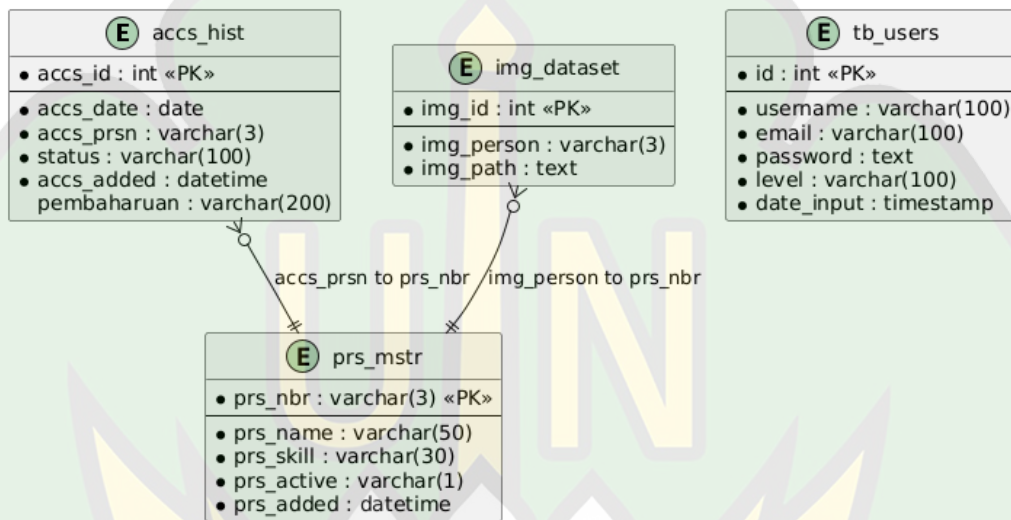 E accs_hist
accs_id : int «PK»
accs_date : date
accs_prsn : varchar(3)
status : varchar(100)
accs_added : datetime
pembaharuan : varchar(200)
E img_dataset
img_id : int «PK»
img_person : varchar(3)
img_path : text
E tb_users
id : int «PK»
username : varchar(100)
email : varchar(100)
password : text
level : varchar(100)
date_input : timestamp
accs_prsn to prs_nbr
img_person to prs_nbr
E prs_mstr
prs_nbr : varchar(3) «PK»
prs_name : varchar(50)
prs_skill : varchar(30)
prs_active : varchar(1)
prs_added : datetime
UIN